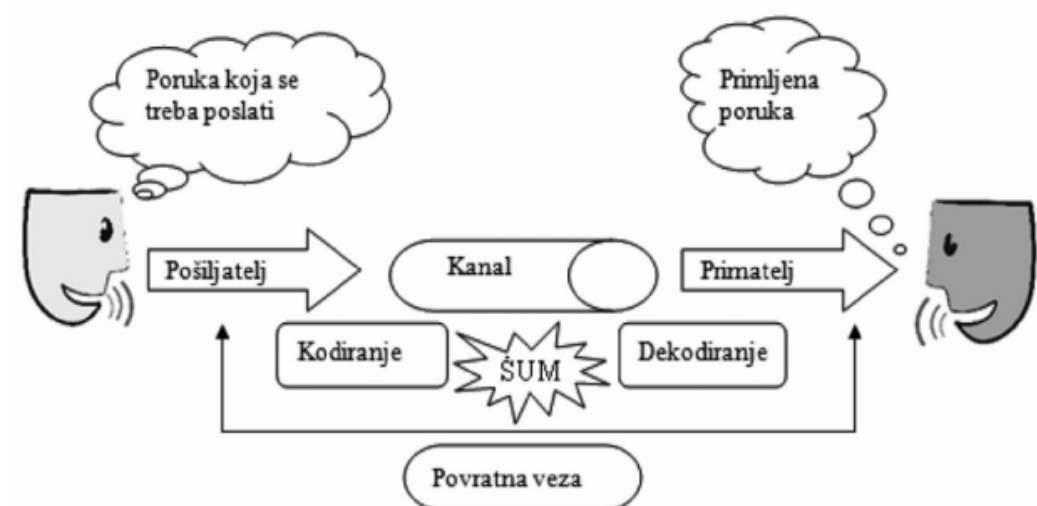 Poruka koja se
treba poslati
Primljena
poruka
Pošiljatelj
Kanal
Primatelj
Kodiranje
ŠUM
Dekodiranje
Povratna veza